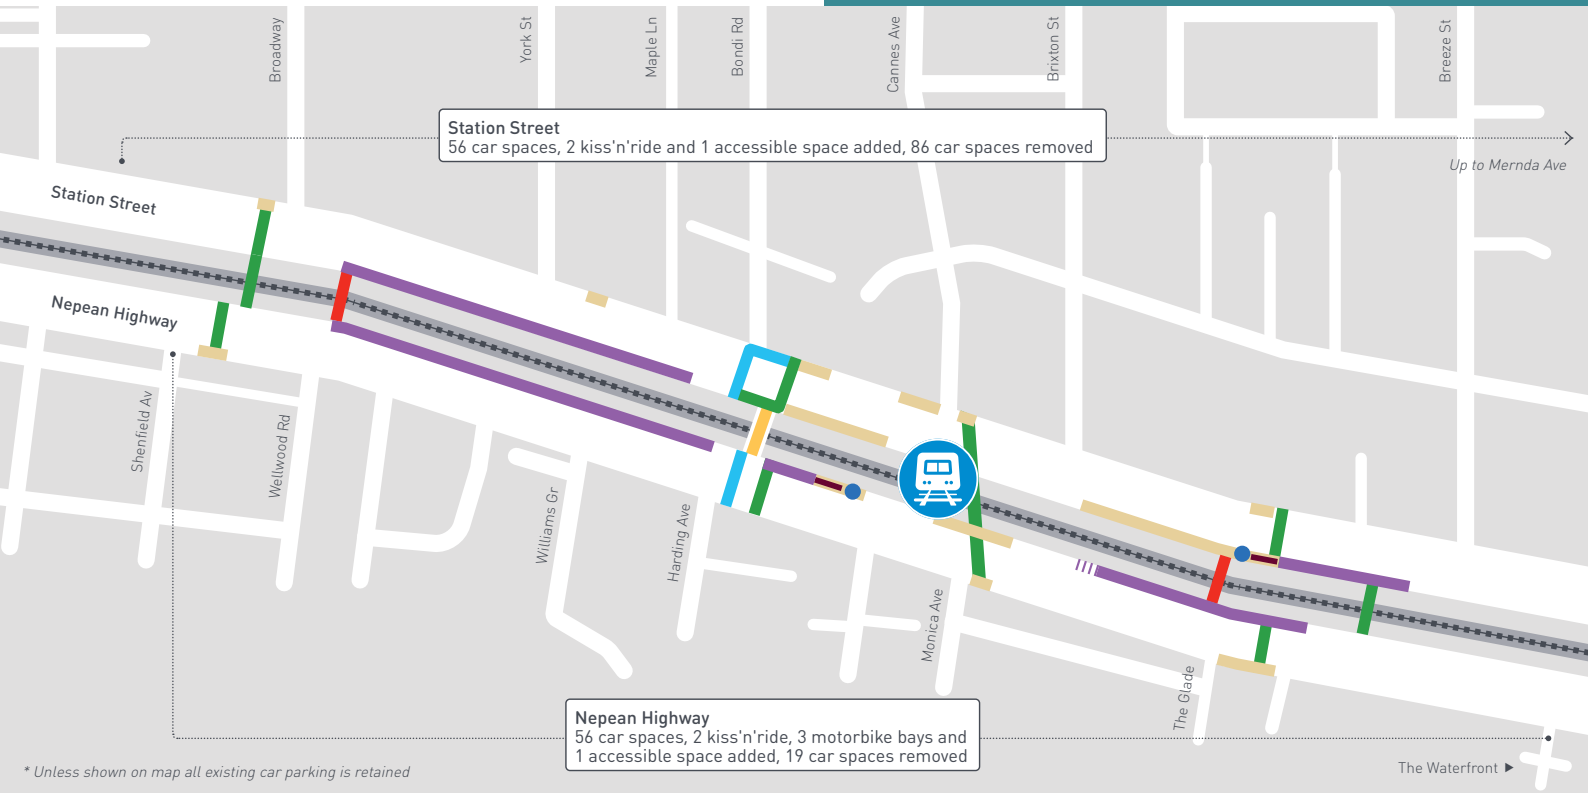 Broadway
York St
Maple Ln
Bondi Rd
Cannes Ave
Brixton St
Breeze St
Station Street
56 car spaces, 2 kiss'n'ride and 1 accessible space added, 86 car spaces removed
Up to Mernda Ave
Station Street
Nepean Highway
Shenfield Av
Wellwood Rd
Williams Gr
Harding Ave
Monica Ave
The Glade
Nepean Highway
56 car spaces, 2 kiss'n'ride, 3 motorbike bays and
1 accessible space added, 19 car spaces removed
* Unless shown on map all existing car parking is retained
The Waterfront